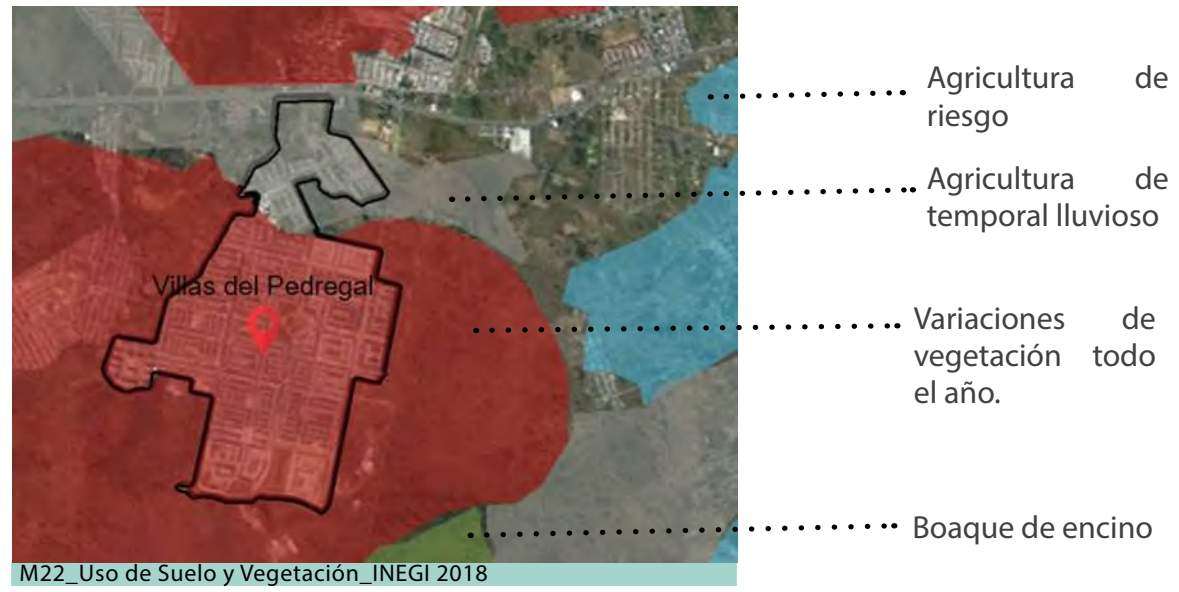 Agricultura de
riesgo
Agricultura de
temporal lluvioso
Villas del Pedregal
Variaciones de
vegetación todo
el año.
Boaque de encino
M22_Uso de Suelo y Vegetación_INEGI 2018